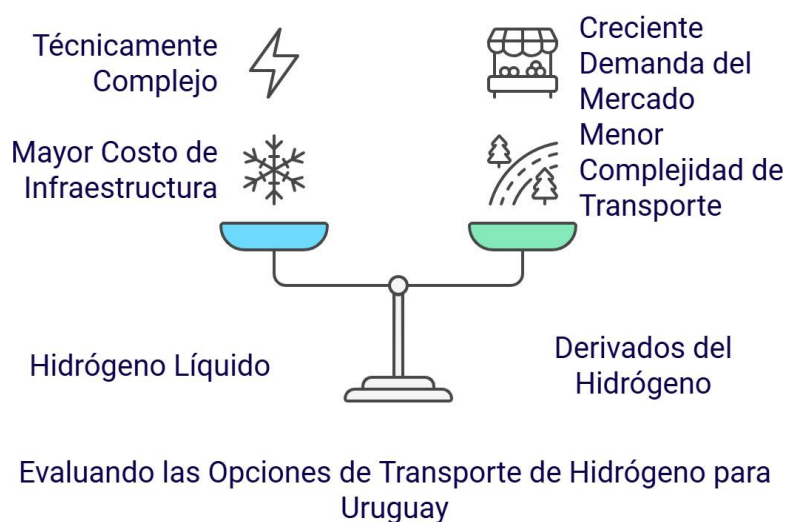 Técnicamente
Complejo
Mayor Costo de
Infraestructura
Creciente
Demanda del
Mercado
Menor
Complejidad de
Transporte
Hidrógeno Líquido
Derivados del
Hidrógeno
Evaluando las Opciones de Transporte de Hidrógeno para
Uruguay